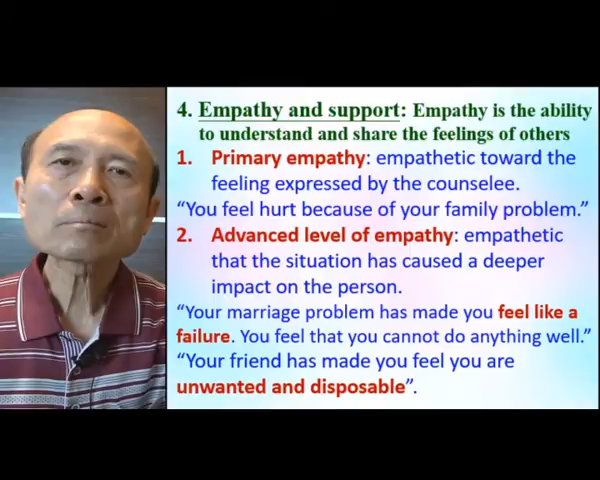 4. Empathy and support: Empathy is the ability
to understand and share the feelings of others
1. Primary empathy: empathetic toward the
feeling expressed by the counselee.
“You feel hurt because of your family problem.”
2. Advanced level of empathy: empathetic
that the situation has caused a deeper
impact on the person.
“Your marriage problem has made you feel like a
failure. You feel that you cannot do anything well.”
“Your friend has made you feel you are
unwanted and disposable”.